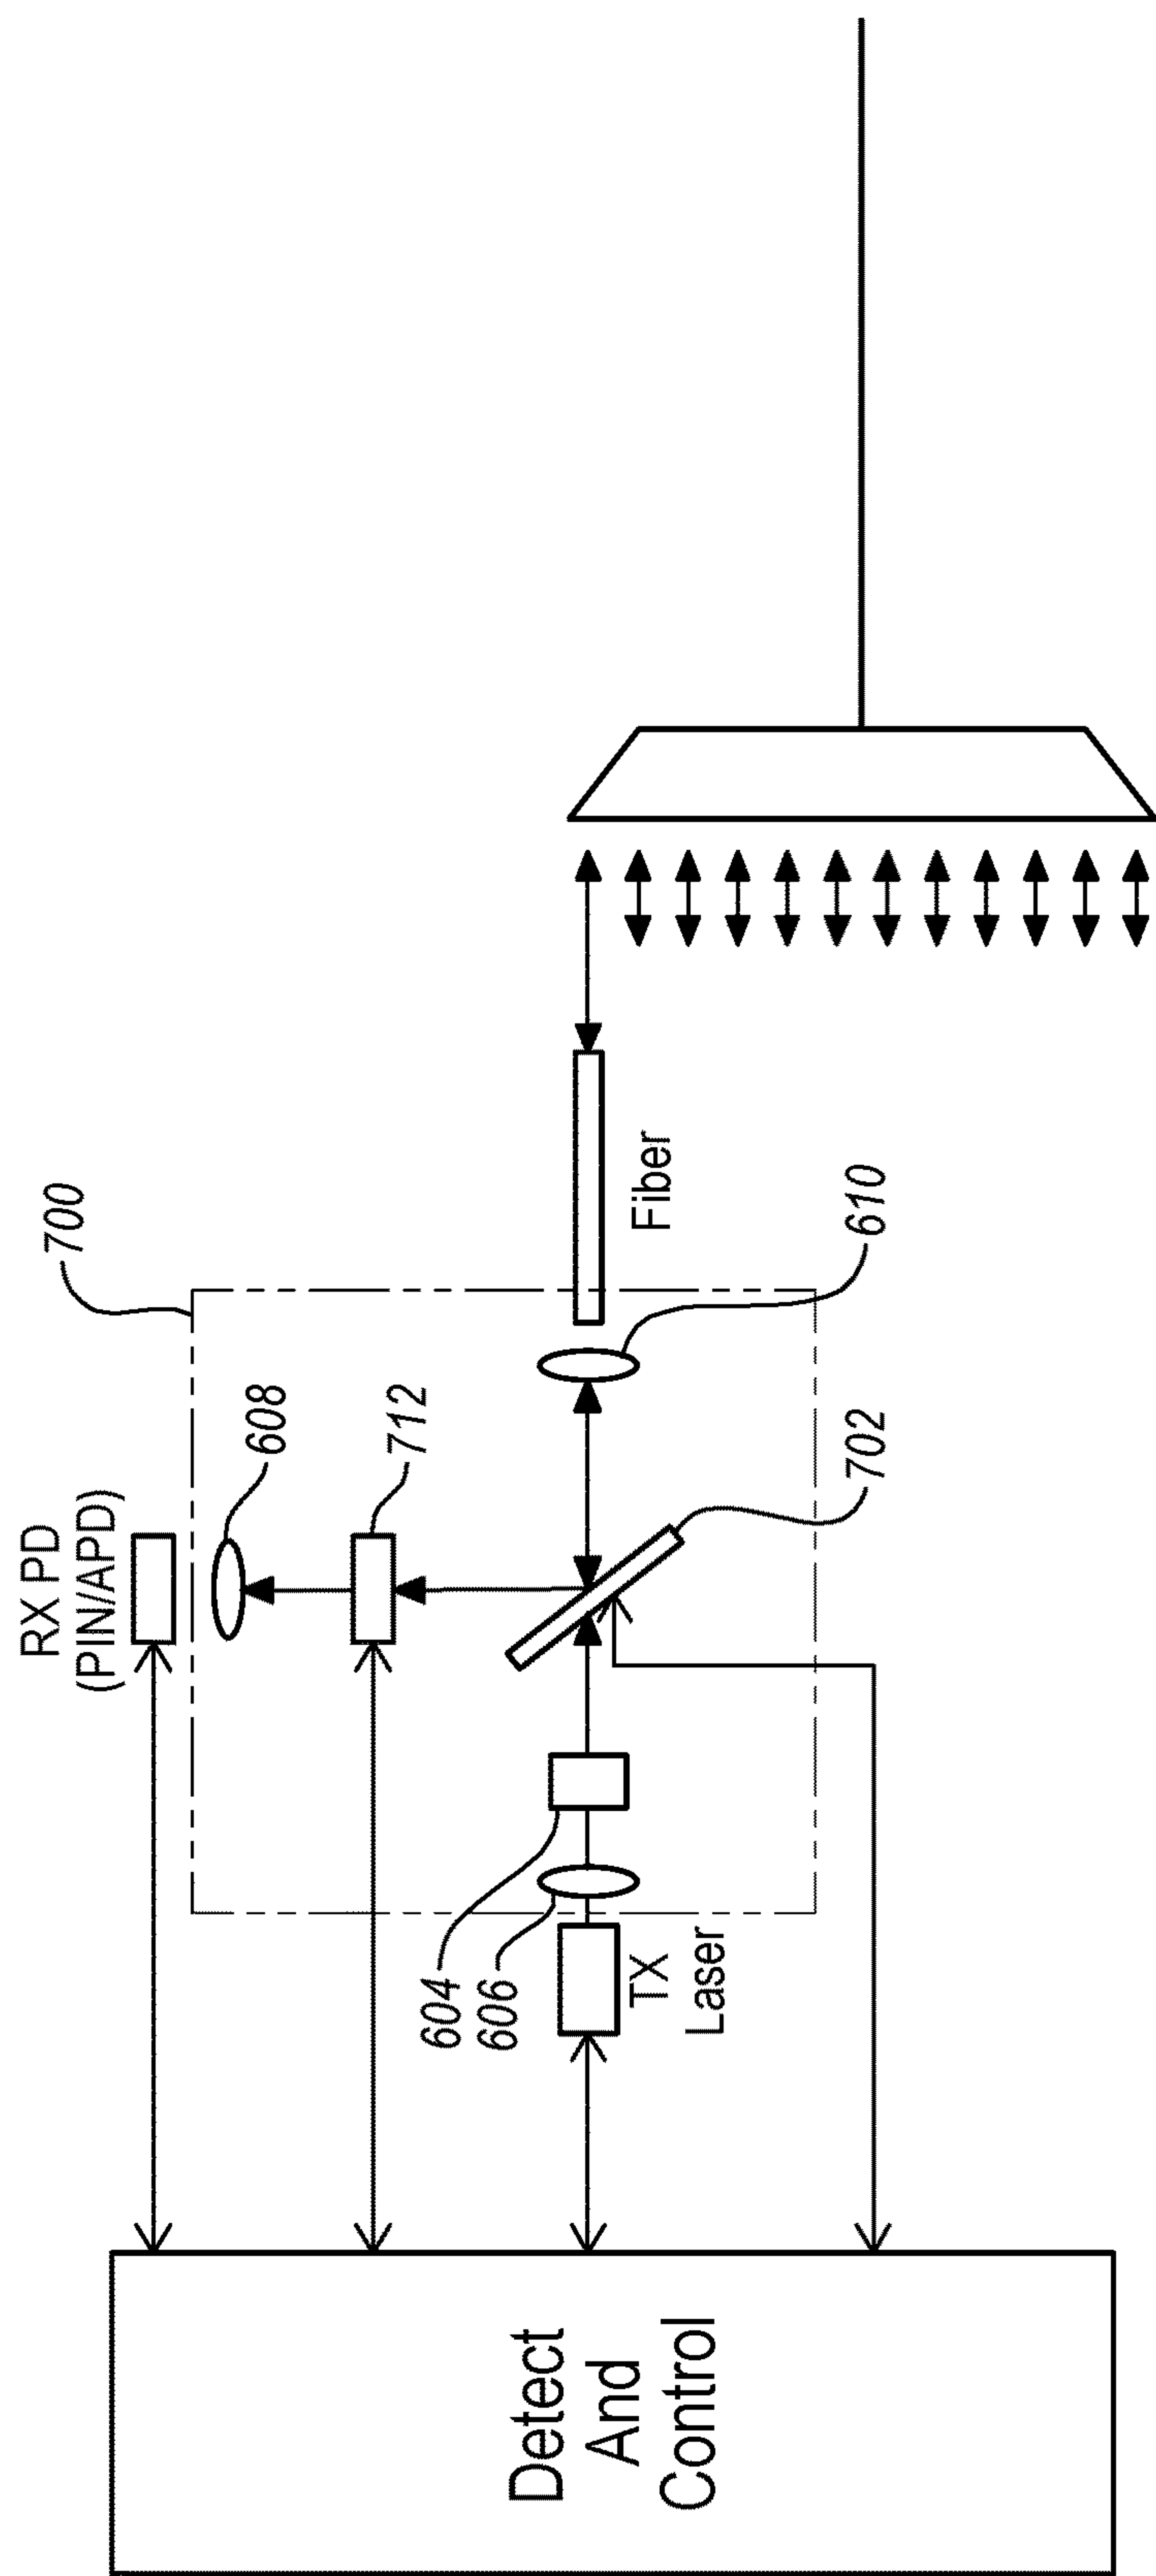 700
RX PD
(PIN/APD)
608
712
Fiber
610
702
604
606
TX
Laser
Detect
And
Control